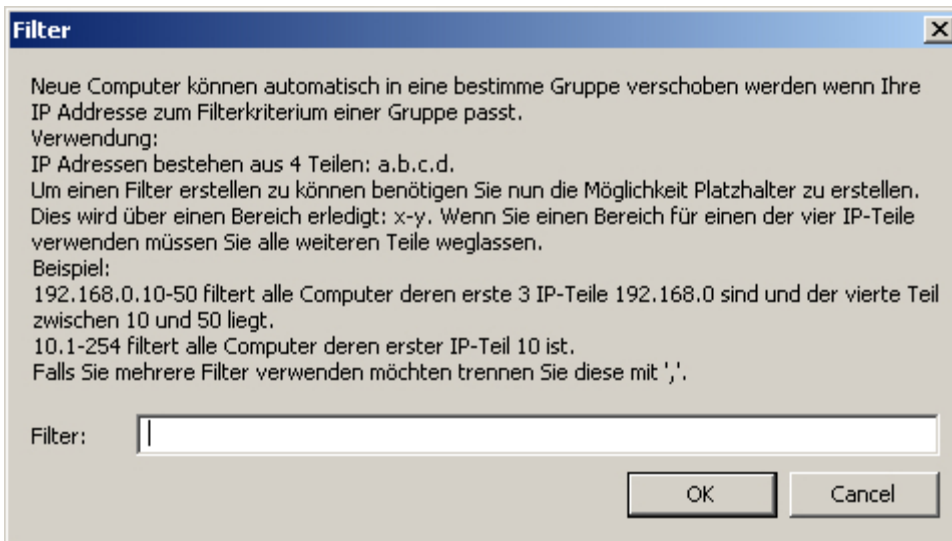 Filter
Neue Computer können automatisch in eine bestimme Gruppe verschoben werden wenn Ihre
IP Addresse zum Filterkriterium einer Gruppe passt.
Verwendung:
IP Adressen bestehen aus 4 Teilen: a.b.c.d.
Um einen Filter erstellen zu können benötigen Sie nun die Möglichkeit Platzhalter zu erstellen.
Dies wird über einen Bereich erledigt: x-y. Wenn Sie einen Bereich für einen der vier IP-Teile
verwenden müssen Sie alle weiteren Teile weglassen.
Beispiel:
192.168.0.10-50 filtert alle Computer deren erste 3 IP-Teile 192.168.0 sind und der vierte Teil
zwischen 10 und 50 liegt.
10.1-254 filtert alle Computer deren erster IP-Teil 10 ist.
Falls Sie mehrere Filter verwenden möchten trennen Sie diese mit ','.
Filter:
OK Cancel